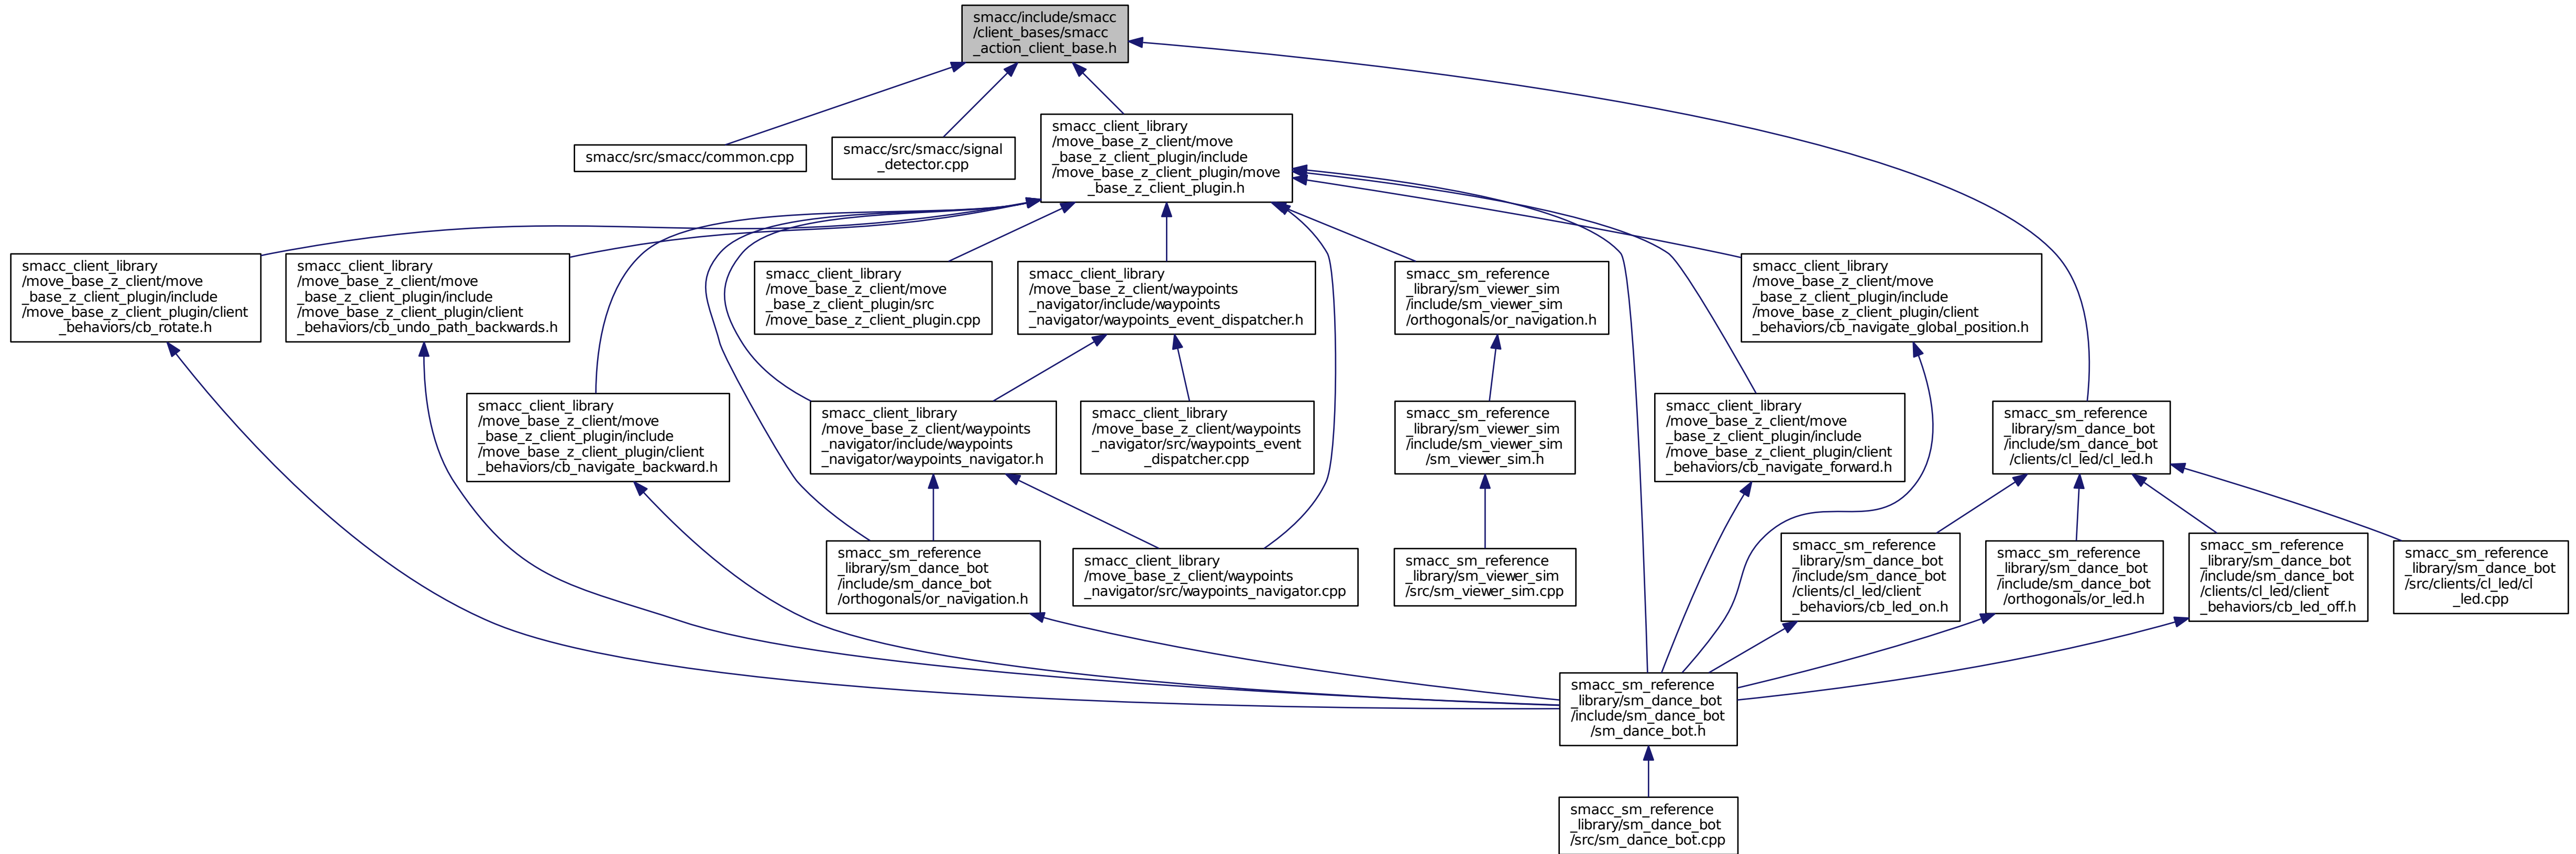 smacc/include/smacc
/client_bases/smacc
_action_client_base.h
smacc/src/smacc/common.cpp
smacc/src/smacc/signal
_detector.cpp
smacc_client_library
/move_base_z_client/move
_base_z_client_plugin/include
/move_base_z_client_plugin/move
_base_z_client_plugin.h
smacc_client_library
/move_base_z_client/move
_base_z_client_plugin/include
/move_base_z_client_plugin/client
_behaviors/cb_rotate.h
smacc_client_library
/move_base_z_client/move
_base_z_client_plugin/include
/move_base_z_client_plugin/client
_behaviors/cb_undo_path_backwards.h
smacc_client_library
/move_base_z_client/move
_base_z_client_plugin/src
/move_base_z_client_plugin.cpp
smacc_client_library
/move_base_z_client/waypoints
_navigator/include/waypoints
_navigator/waypoints_event_dispatcher.h
smacc_sm_reference
_library/sm_viewer_sim
/include/sm_viewer_sim
/orthogonals/or_navigation.h
smacc_client_library
/move_base_z_client/move
_base_z_client_plugin/include
/move_base_z_client_plugin/client
_behaviors/cb_navigate_global_position.h
smacc_client_library
/move_base_z_client/move
_base_z_client_plugin/include
/move_base_z_client_plugin/client
_behaviors/cb_navigate_backward.h
smacc_client_library
/move_base_z_client/waypoints
_navigator/include/waypoints
_navigator/waypoints_navigator.h
smacc_client_library
/move_base_z_client/waypoints
_navigator/src/waypoints_event
_dispatcher.cpp
smacc_sm_reference
_library/sm_viewer_sim
/include/sm_viewer_sim
/sm_viewer_sim.h
smacc_client_library
/move_base_z_client/move
_base_z_client_plugin/include
/move_base_z_client_plugin/client
_behaviors/cb_navigate_forward.h
smacc_sm_reference
_library/sm_dance_bot
/include/sm_dance_bot
/clients/cl_led/cl_led.h
smacc_sm_reference
_library/sm_dance_bot
/include/sm_dance_bot
/orthogonals/or_navigation.h
smacc_client_library
/move_base_z_client/waypoints
_navigator/src/waypoints_navigator.cpp
smacc_sm_reference
_library/sm_viewer_sim
/src/sm_viewer_sim.cpp
smacc_sm_reference
_library/sm_dance_bot
/include/sm_dance_bot
/clients/cl_led/client
_behaviors/cb_led_on.h
smacc_sm_reference
_library/sm_dance_bot
/include/sm_dance_bot
/orthogonals/or_led.h
smacc_sm_reference
_library/sm_dance_bot
/include/sm_dance_bot
/clients/cl_led/client
_behaviors/cb_led_off.h
smacc_sm_reference
_library/sm_dance_bot
/src/clients/cl_led/cl
_led.cpp
smacc_sm_reference
_library/sm_dance_bot
/include/sm_dance_bot
/sm_dance_bot.h
smacc_sm_reference
_library/sm_dance_bot
/src/sm_dance_bot.cpp